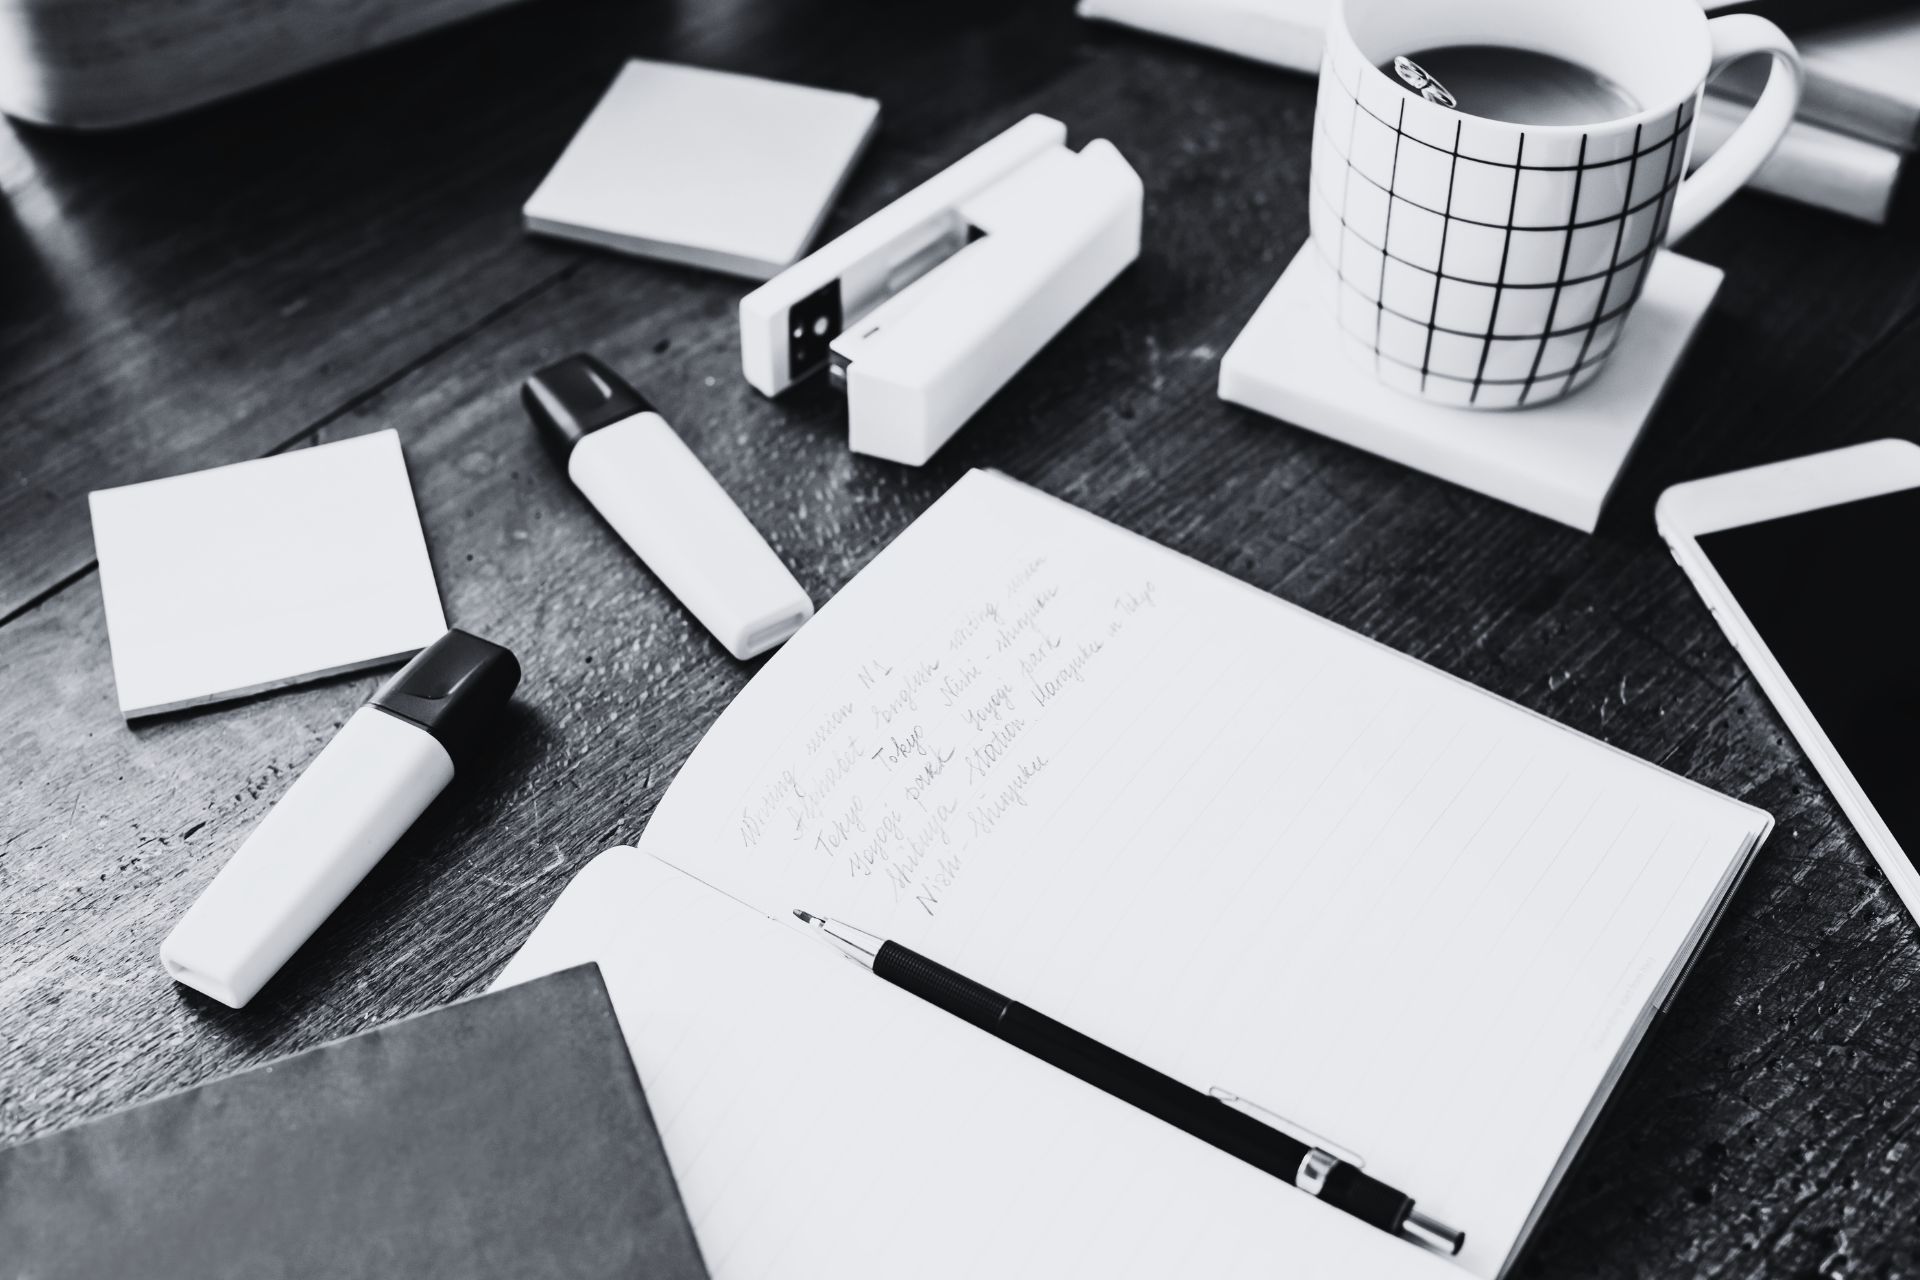 Writing session N1
Alphabet English writing
Tokyo Tokyo Nishi-Shinjuku
Yoyogi park Yoyogi park
Shibuya Station Harajuku in Tokyo
Nishi-Shinjuku